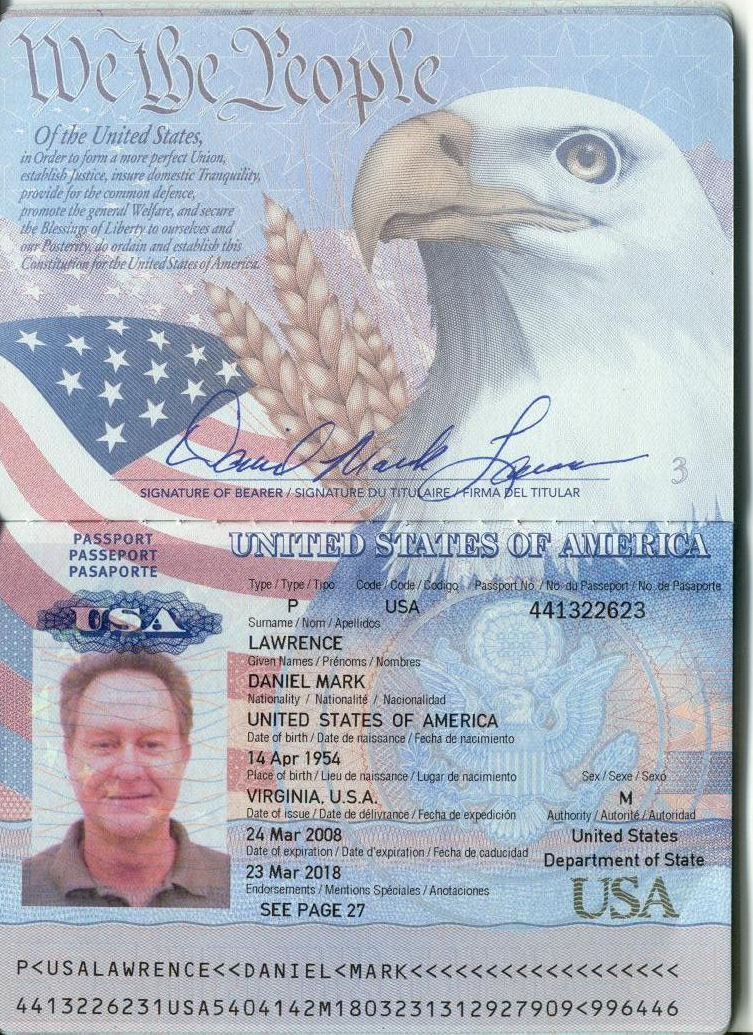 We the People
Of the United States,
in Order to form a more perfect Union,
establish Justice, insure domestic Tranquility,
provide for the common defence,
promote the general Welfare, and secure
the Blessings of Liberty to ourselves and
our Posterity, do ordain and establish this
Constitution for the United States of America.
Daniel Mark Lawrence
SIGNATURE OF BEARER / SIGNATURE DU TITULAIRE / FIRMA DEL TITULAR
3
PASSPORT
PASSEPORT
PASAPORTE
UNITED STATES OF AMERICA
USA
Type / Type / Tipo Code / Code / Codigo Passport No. / No. du Passeport / No. de Pasaporte
P USA 441322623
Surname / Nom / Apellidos
LAWRENCE
Given Names / Prénoms / Nombres
DANIEL MARK
Nationality / Nationalité / Nacionalidad
UNITED STATES OF AMERICA
Date of birth / Date de naissance / Fecha de nacimiento
14 Apr 1954
Place of birth / Lieu de naissance / Lugar de nacimiento Sex / Sexe / Sexo
VIRGINIA, U.S.A. M
Date of issue / Date de délivrance / Fecha de expedición Authority / Autorité / Autoridad
24 Mar 2008 United States
Date of expiration / Date d'expiration / Fecha de caducidad Department of State
23 Mar 2018
Endorsements / Mentions Spéciales / Anotaciones
SEE PAGE 27 USA
P<USALAWRENCE<<DANIEL<MARK<<<<<<<<<<<<<<<<<<
4413226231USA5404142M1803231312927909<996446